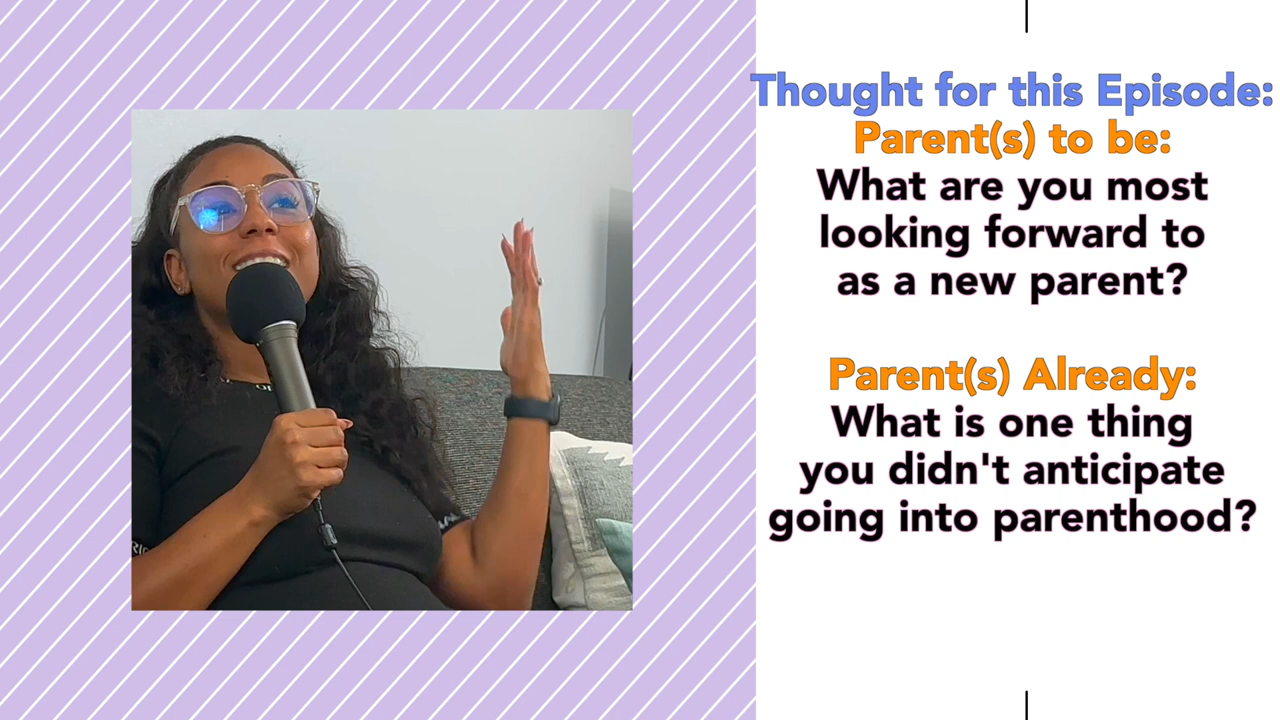 Thought for this Episode:
Parent(s) to be:
What are you most
looking forward to
as a new parent?
Parent(s) Already:
What is one thing
you didn't anticipate
going into parenthood?